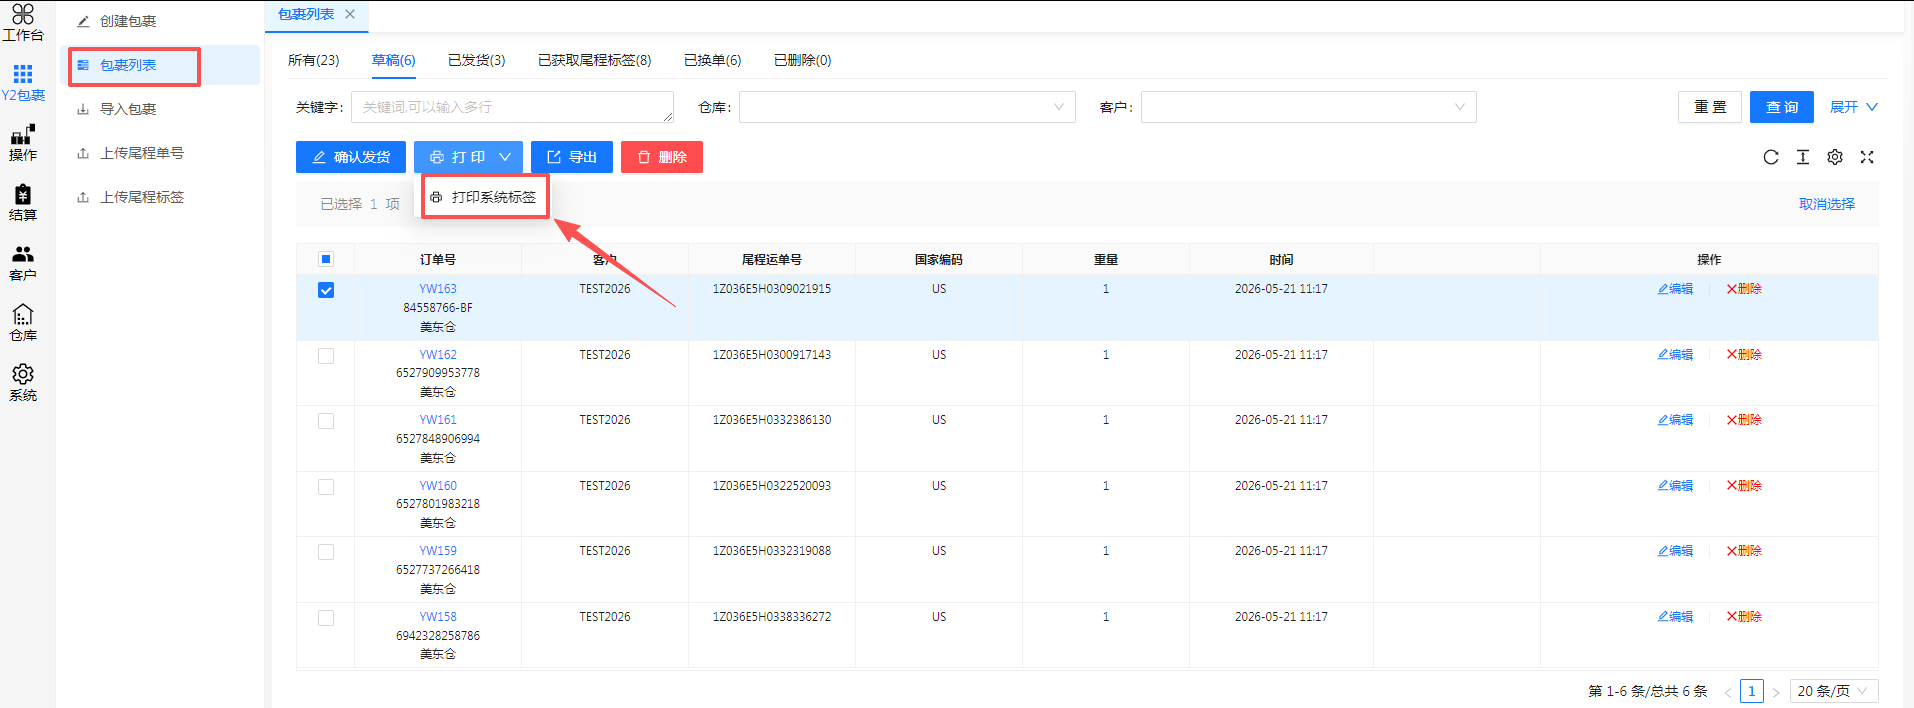 工作台
Y2包裹
操作
结算
客户
仓库
系统
创建包裹
包裹列表
导入包裹
上传尾程单号
上传尾程标签
包裹列表
所有(23) 草稿(6) 已发货(3) 已获取尾程标签(8) 已换单(6) 已删除(0)
关键字: 关键词,可以输入多行 仓库: 客户: 重 置 查 询 展开
确认发货 打 印 导出 删除
打印系统标签
已选择 1 项 取消选择
订单号 客户 尾程运单号 国家编码 重量 时间 操作
YW163 TEST2026 1Z036E5H0309021915 US 1 2026-05-21 11:17 编辑 删除
84558766-BF
美东仓
YW162 TEST2026 1Z036E5H0300917143 US 1 2026-05-21 11:17 编辑 删除
6527909953778
美东仓
YW161 TEST2026 1Z036E5H0332386130 US 1 2026-05-21 11:17 编辑 删除
6527848906994
美东仓
YW160 TEST2026 1Z036E5H0322520093 US 1 2026-05-21 11:17 编辑 删除
6527801983218
美东仓
YW159 TEST2026 1Z036E5H0332319088 US 1 2026-05-21 11:17 编辑 删除
6527737266418
美东仓
YW158 TEST2026 1Z036E5H0338336272 US 1 2026-05-21 11:17 编辑 删除
6942328258786
美东仓
第 1-6 条/总共 6 条 1 20 条/页